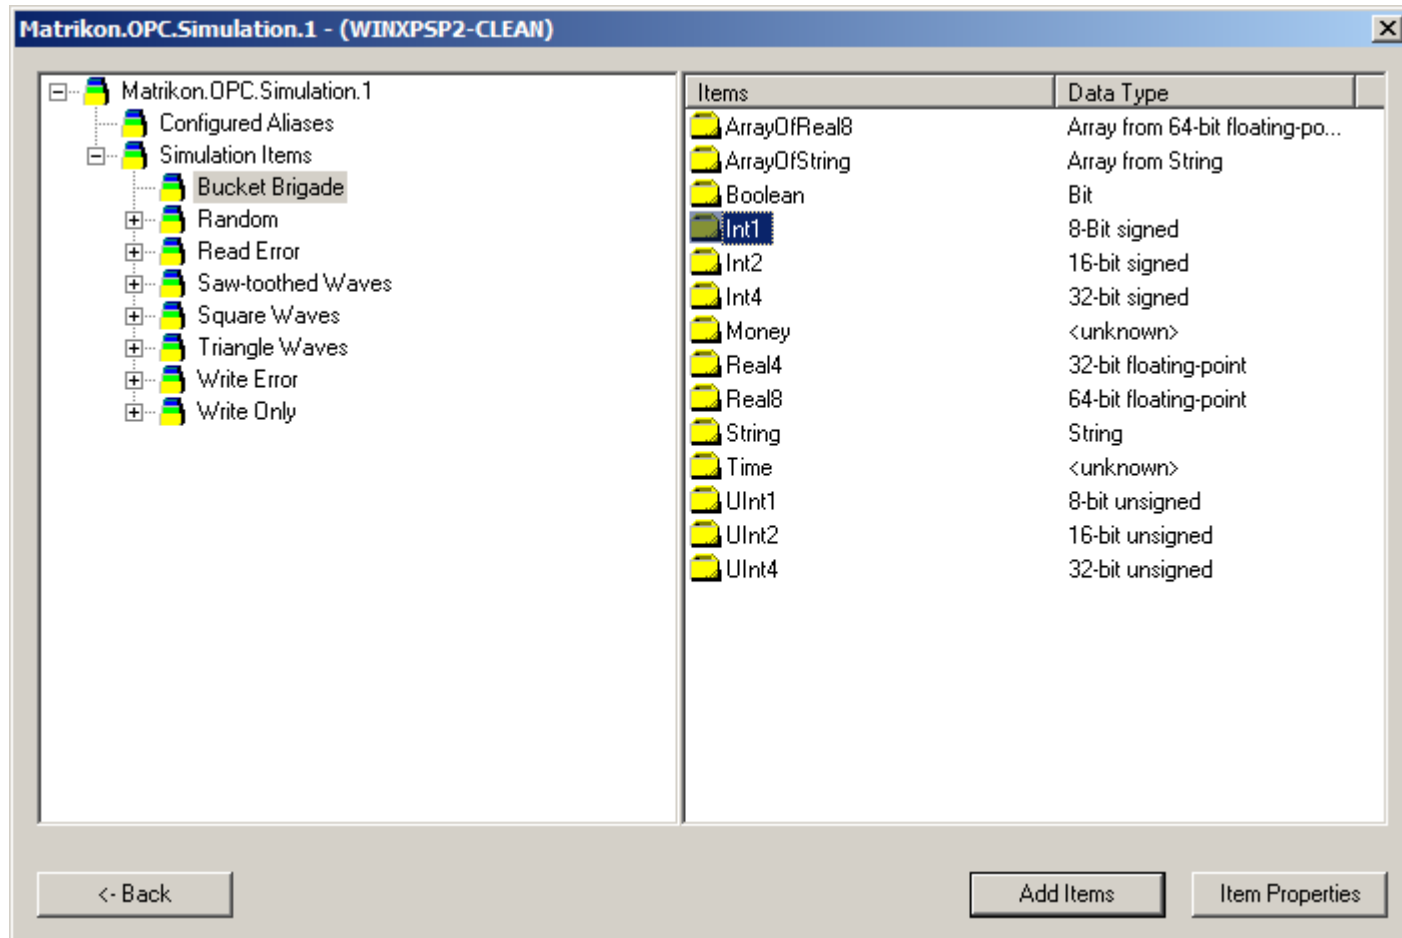 Matrikon.OPC.Simulation.1 - (WINXPSP2-CLEAN)
Matrikon.OPC.Simulation.1
Configured Aliases
Simulation Items
Bucket Brigade
Random
Read Error
Saw-toothed Waves
Square Waves
Triangle Waves
Write Error
Write Only
Items Data Type
ArrayOfReal8 Array from 64-bit floating-po...
ArrayOfString Array from String
Boolean Bit
Int1 8-Bit signed
Int2 16-bit signed
Int4 32-bit signed
Money <unknown>
Real4 32-bit floating-point
Real8 64-bit floating-point
String String
Time <unknown>
UInt1 8-bit unsigned
UInt2 16-bit unsigned
UInt4 32-bit unsigned
<- Back Add Items Item Properties